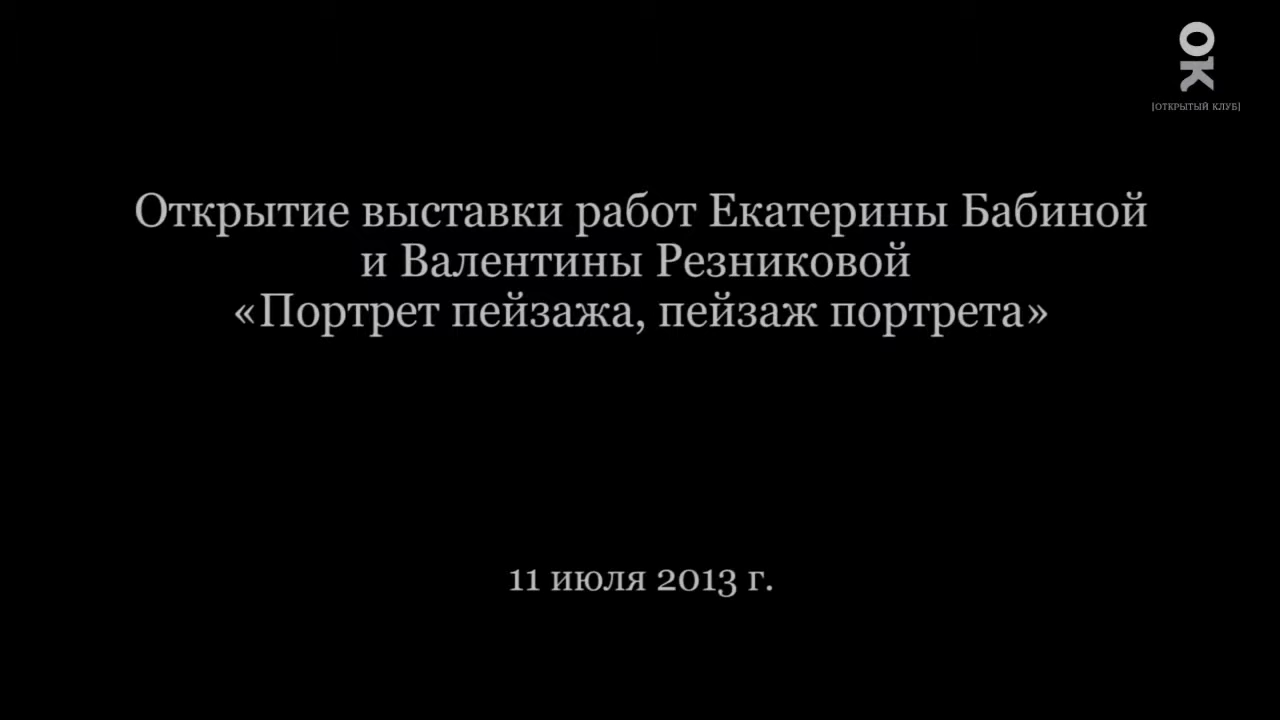 ОК
[ОТКРЫТЫЙ КЛУБ]
Открытие выставки работ Екатерины Бабиной
и Валентины Резниковой
«Портрет пейзажа, пейзаж портрета»
11 июля 2013 г.